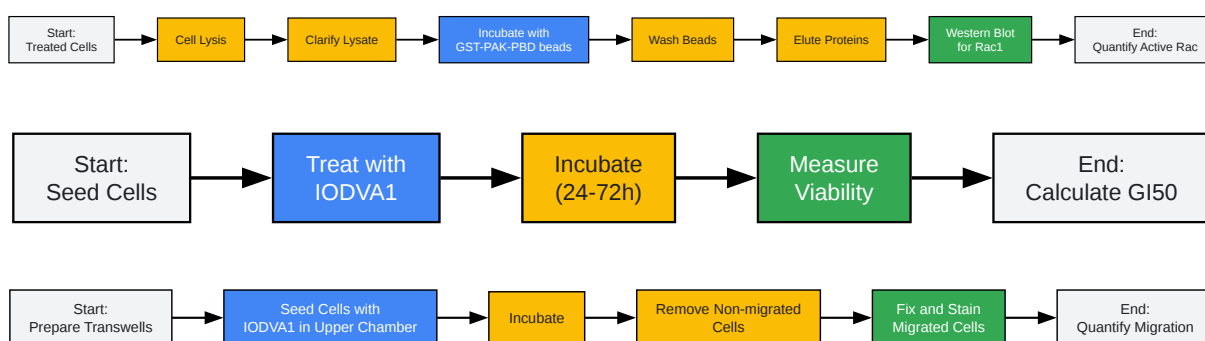 Start:
Treated Cells
Cell Lysis
Clarify Lysate
Incubate with
GST-PAK-PBD beads
Wash Beads
Elute Proteins
Western Blot
for Rac1
End:
Quantify Active Rac
Start:
Seed Cells
Treat with
IODVA1
Incubate
(24-72h)
Measure
Viability
End:
Calculate GI50
Start:
Prepare Transwells
Seed Cells with
IODVA1 in Upper Chamber
Incubate
Remove Non-migrated
Cells
Fix and Stain
Migrated Cells
End:
Quantify Migration